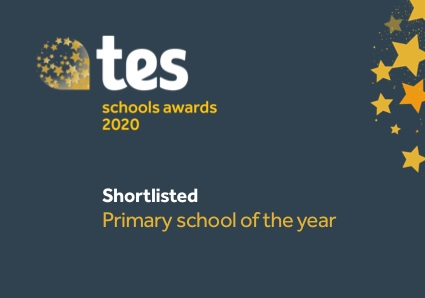 tes
schools awards
2020
Shortlisted
Primary school of the year